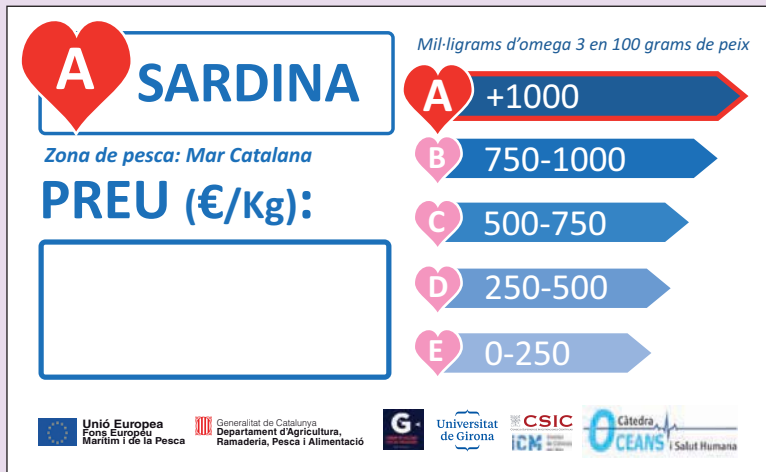 A SARDINA
Zona de pesca: Mar Catalana
PREU (€/Kg):
Mil·ligrams d'omega 3 en 100 grams de peix
A +1000
B 750-1000
C 500-750
D 250-500
E 0-250
Unió Europea
Fons Europeu
Marítim i de la Pesca
Generalitat de Catalunya
Departament d'Agricultura,
Ramaderia, Pesca i Alimentació
G
Universitat
de Girona
CSIC
ICM
Càtedra
OCEANS i Salut Humana